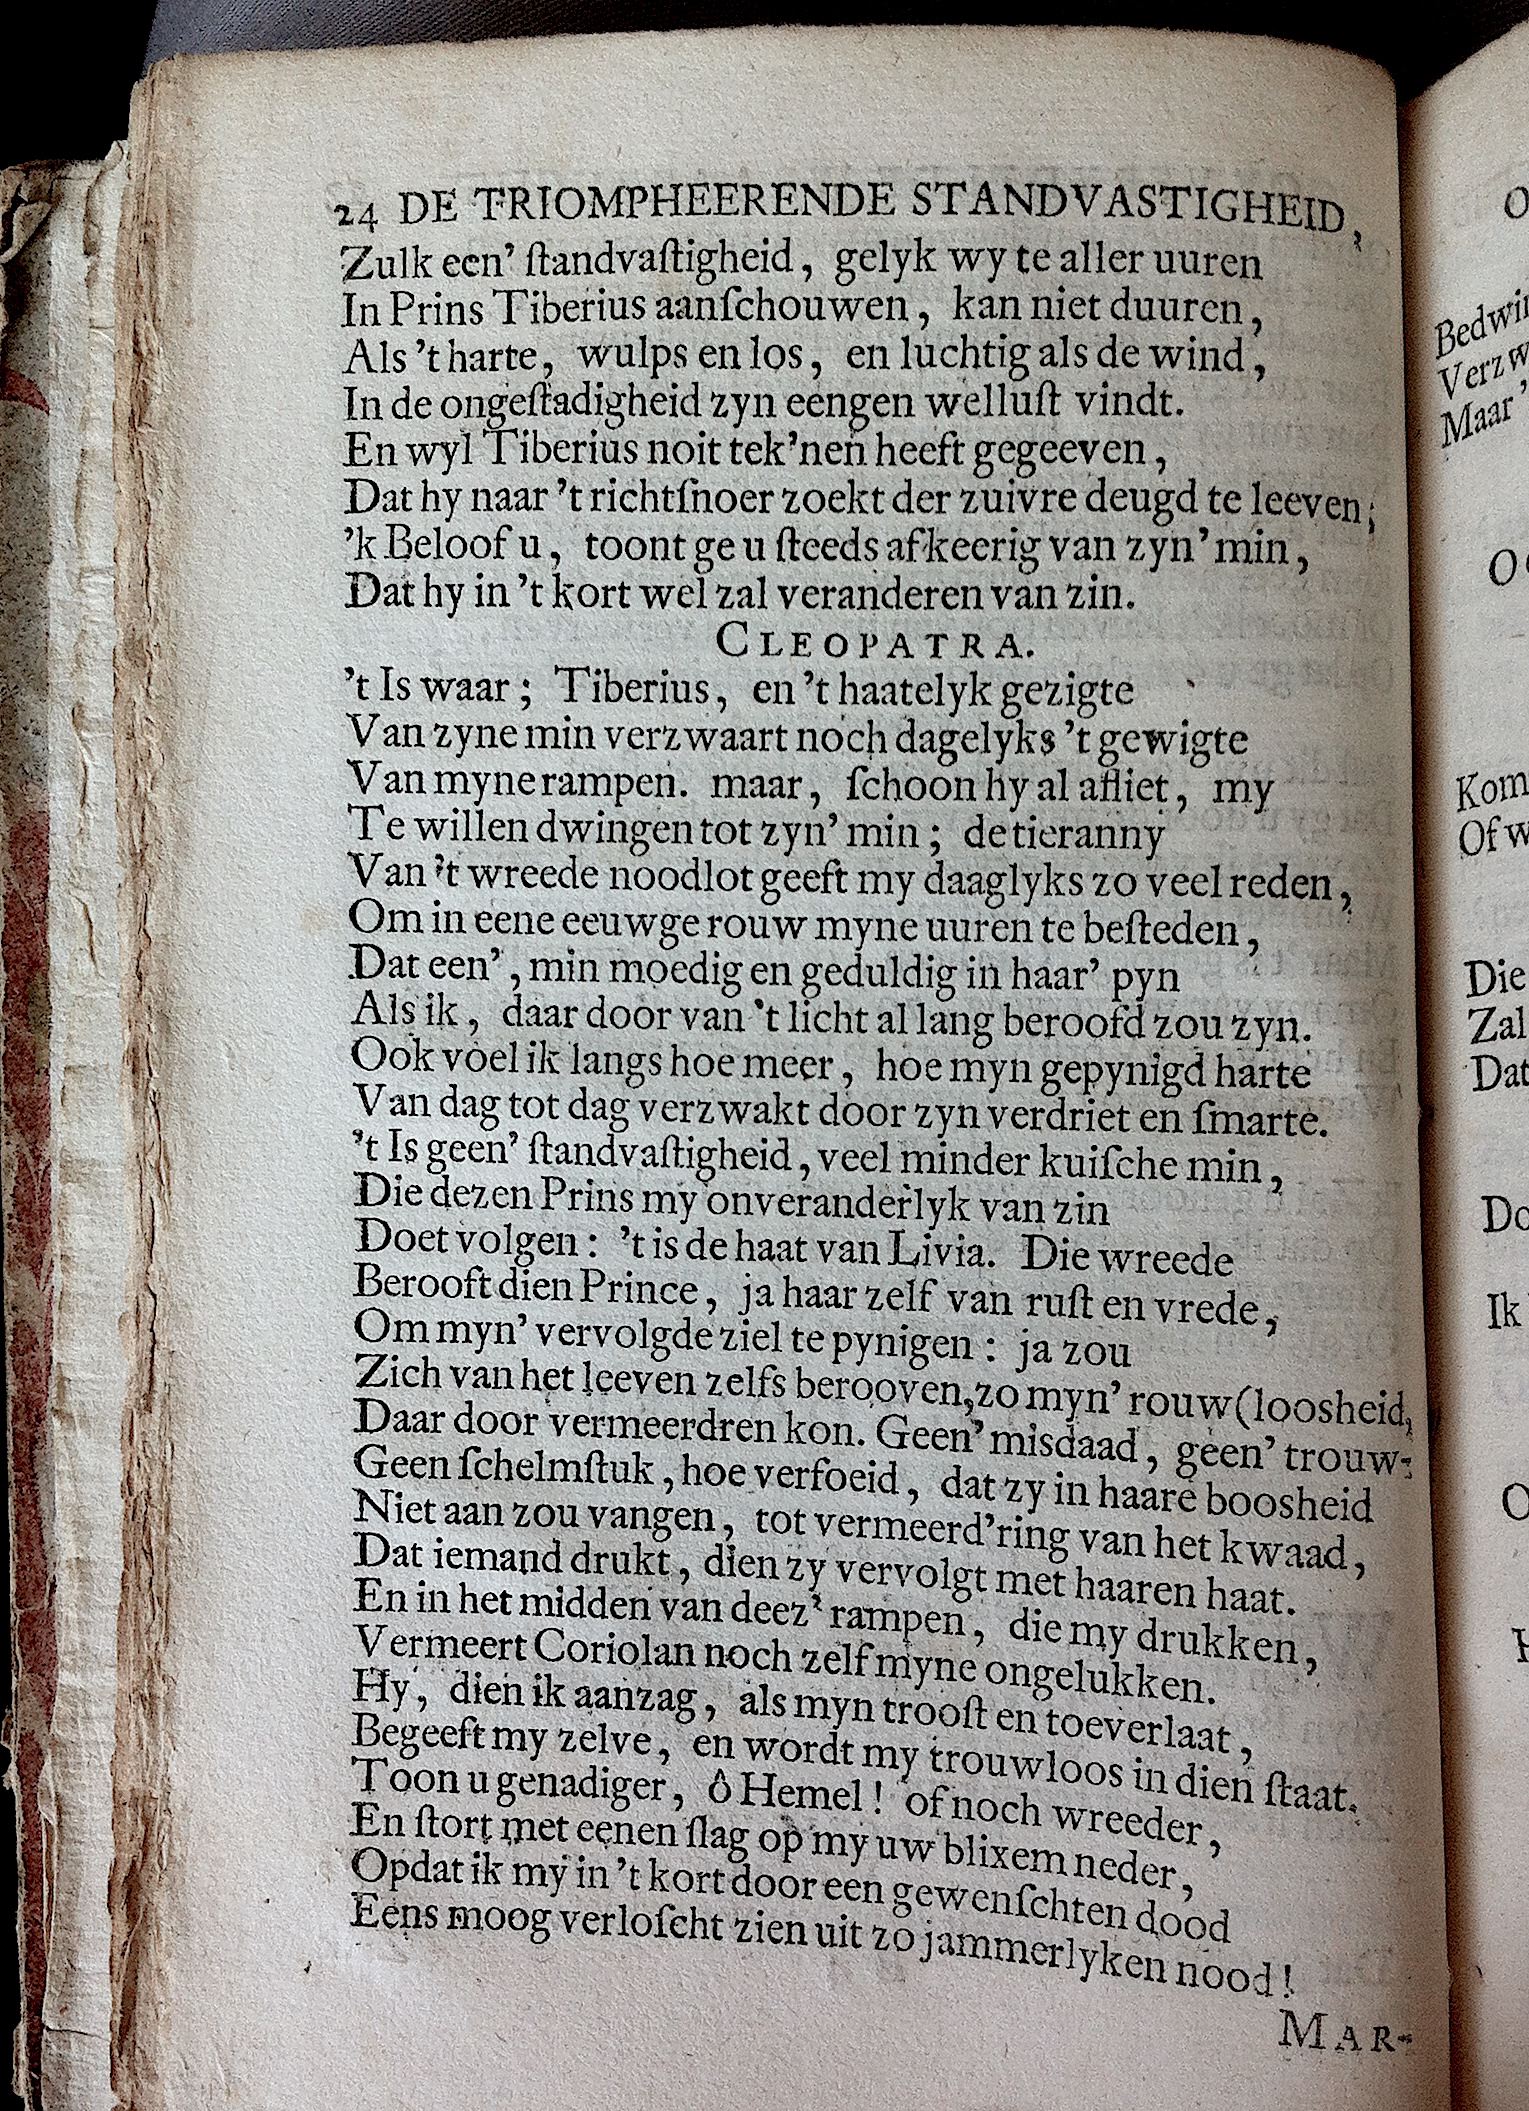 24 DE TRIOMPHEERENDE STANDVASTIGHEID,
Zulk een' ſtandvaſtigheid, gelyk wy te aller uuren
In Prins Tiberius aanſchouwen, kan niet duuren,
Als 't harte, wulps en los, en luchtig als de wind,
In de ongeſtadigheid zyn eengen welluſt vindt.
En wyl Tiberius noit tek'nen heeft gegeeven,
Dat hy naar 't richtſnoer zoekt der zuivre deugd te leeven;
'k Beloof u, toont ge u ſteeds afkeerig van zyn' min,
Dat hy in 't kort wel zal veranderen van zin.
CLEOPATRA.
't Is waar; Tiberius, en 't haatelyk gezigte
Van zyne min verzwaart noch dagelyks 't gewigte
Van myne rampen. maar, ſchoon hy al afliet, my
Te willen dwingen tot zyn' min; de tieranny
Van 't wreede noodlot geeft my daaglyks zo veel reden,
Om in eene eeuwge rouw myne uuren te beſteden,
Dat een', min moedig en geduldig in haar' pyn
Als ik, daar door van 't licht al lang beroofd zou zyn.
Ook voel ik langs hoe meer, hoe myn gepynigd harte
Van dag tot dag verzwakt door zyn verdriet en ſmarte.
't Is geen' ſtandvaſtigheid, veel minder kuiſche min,
Die dezen Prins my onveranderlyk van zin
Doet volgen: 't is de haat van Livia. Die wreede
Berooft dien Prince, ja haar zelf van ruſt en vrede,
Om myn' vervolgde ziel te pynigen: ja zou
Zich van het leeven zelfs berooven, zo myn' rouw (loosheid,
Daar door vermeerdren kon. Geen' misdaad, geen' trouw-
Geen ſchelmſtuk, hoe verfoeid, dat zy in haare boosheid
Niet aan zou vangen, tot vermeerd'ring van het kwaad,
Dat iemand drukt, dien zy vervolgt met haaren haat.
En in het midden van deez' rampen, die my drukken,
Vermeert Coriolan noch zelf myne ongelukken.
Hy, dien ik aanzag, als myn trooſt en toeverlaat,
Begeeft my zelve, en wordt my trouwloos in dien ſtaat.
Toon u genadiger, ô Hemel! of noch wreeder,
En ſtort met eenen ſlag op my uw blixem neder,
Opdat ik my in 't kort door een gewenſchten dood
Eens moog verloſcht zien uit zo jammerlyken nood!
MAR-
O
Bedwin
Verzw
Maar '
O
Kom
Of w
Die
Zal
Dat
Do
Ik
O